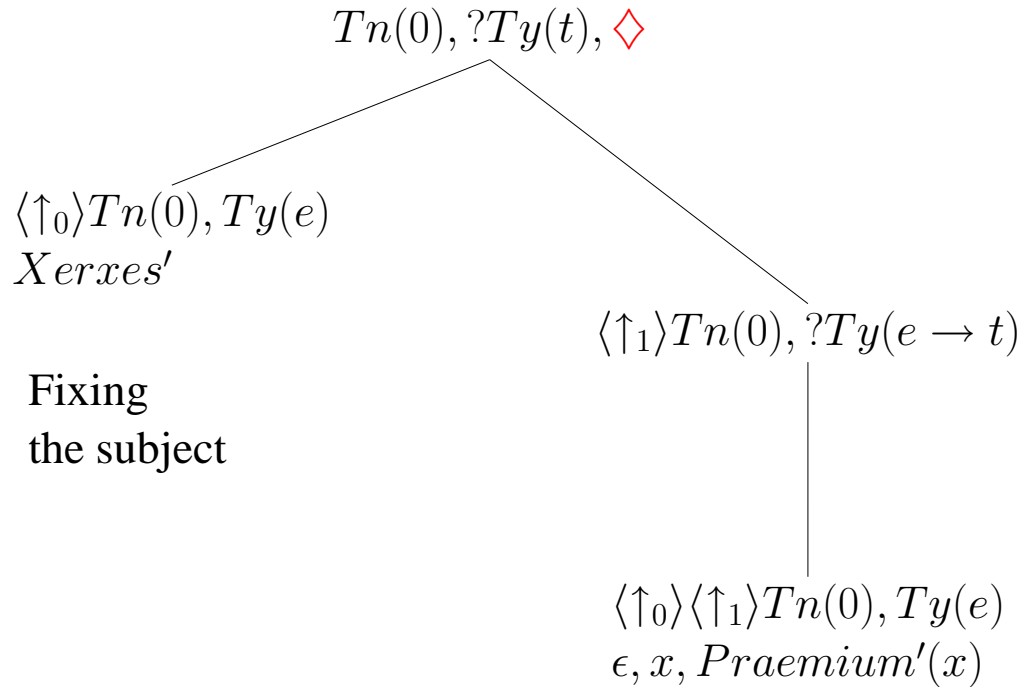 Tn(0), ?Ty(t), ♢
⟨↑₀⟩Tn(0), Ty(e)
Xerxes′
⟨↑₁⟩Tn(0), ?Ty(e → t)
Fixing
the subject
⟨↑₀⟩⟨↑₁⟩Tn(0), Ty(e)
ϵ, x, Praemium′(x)